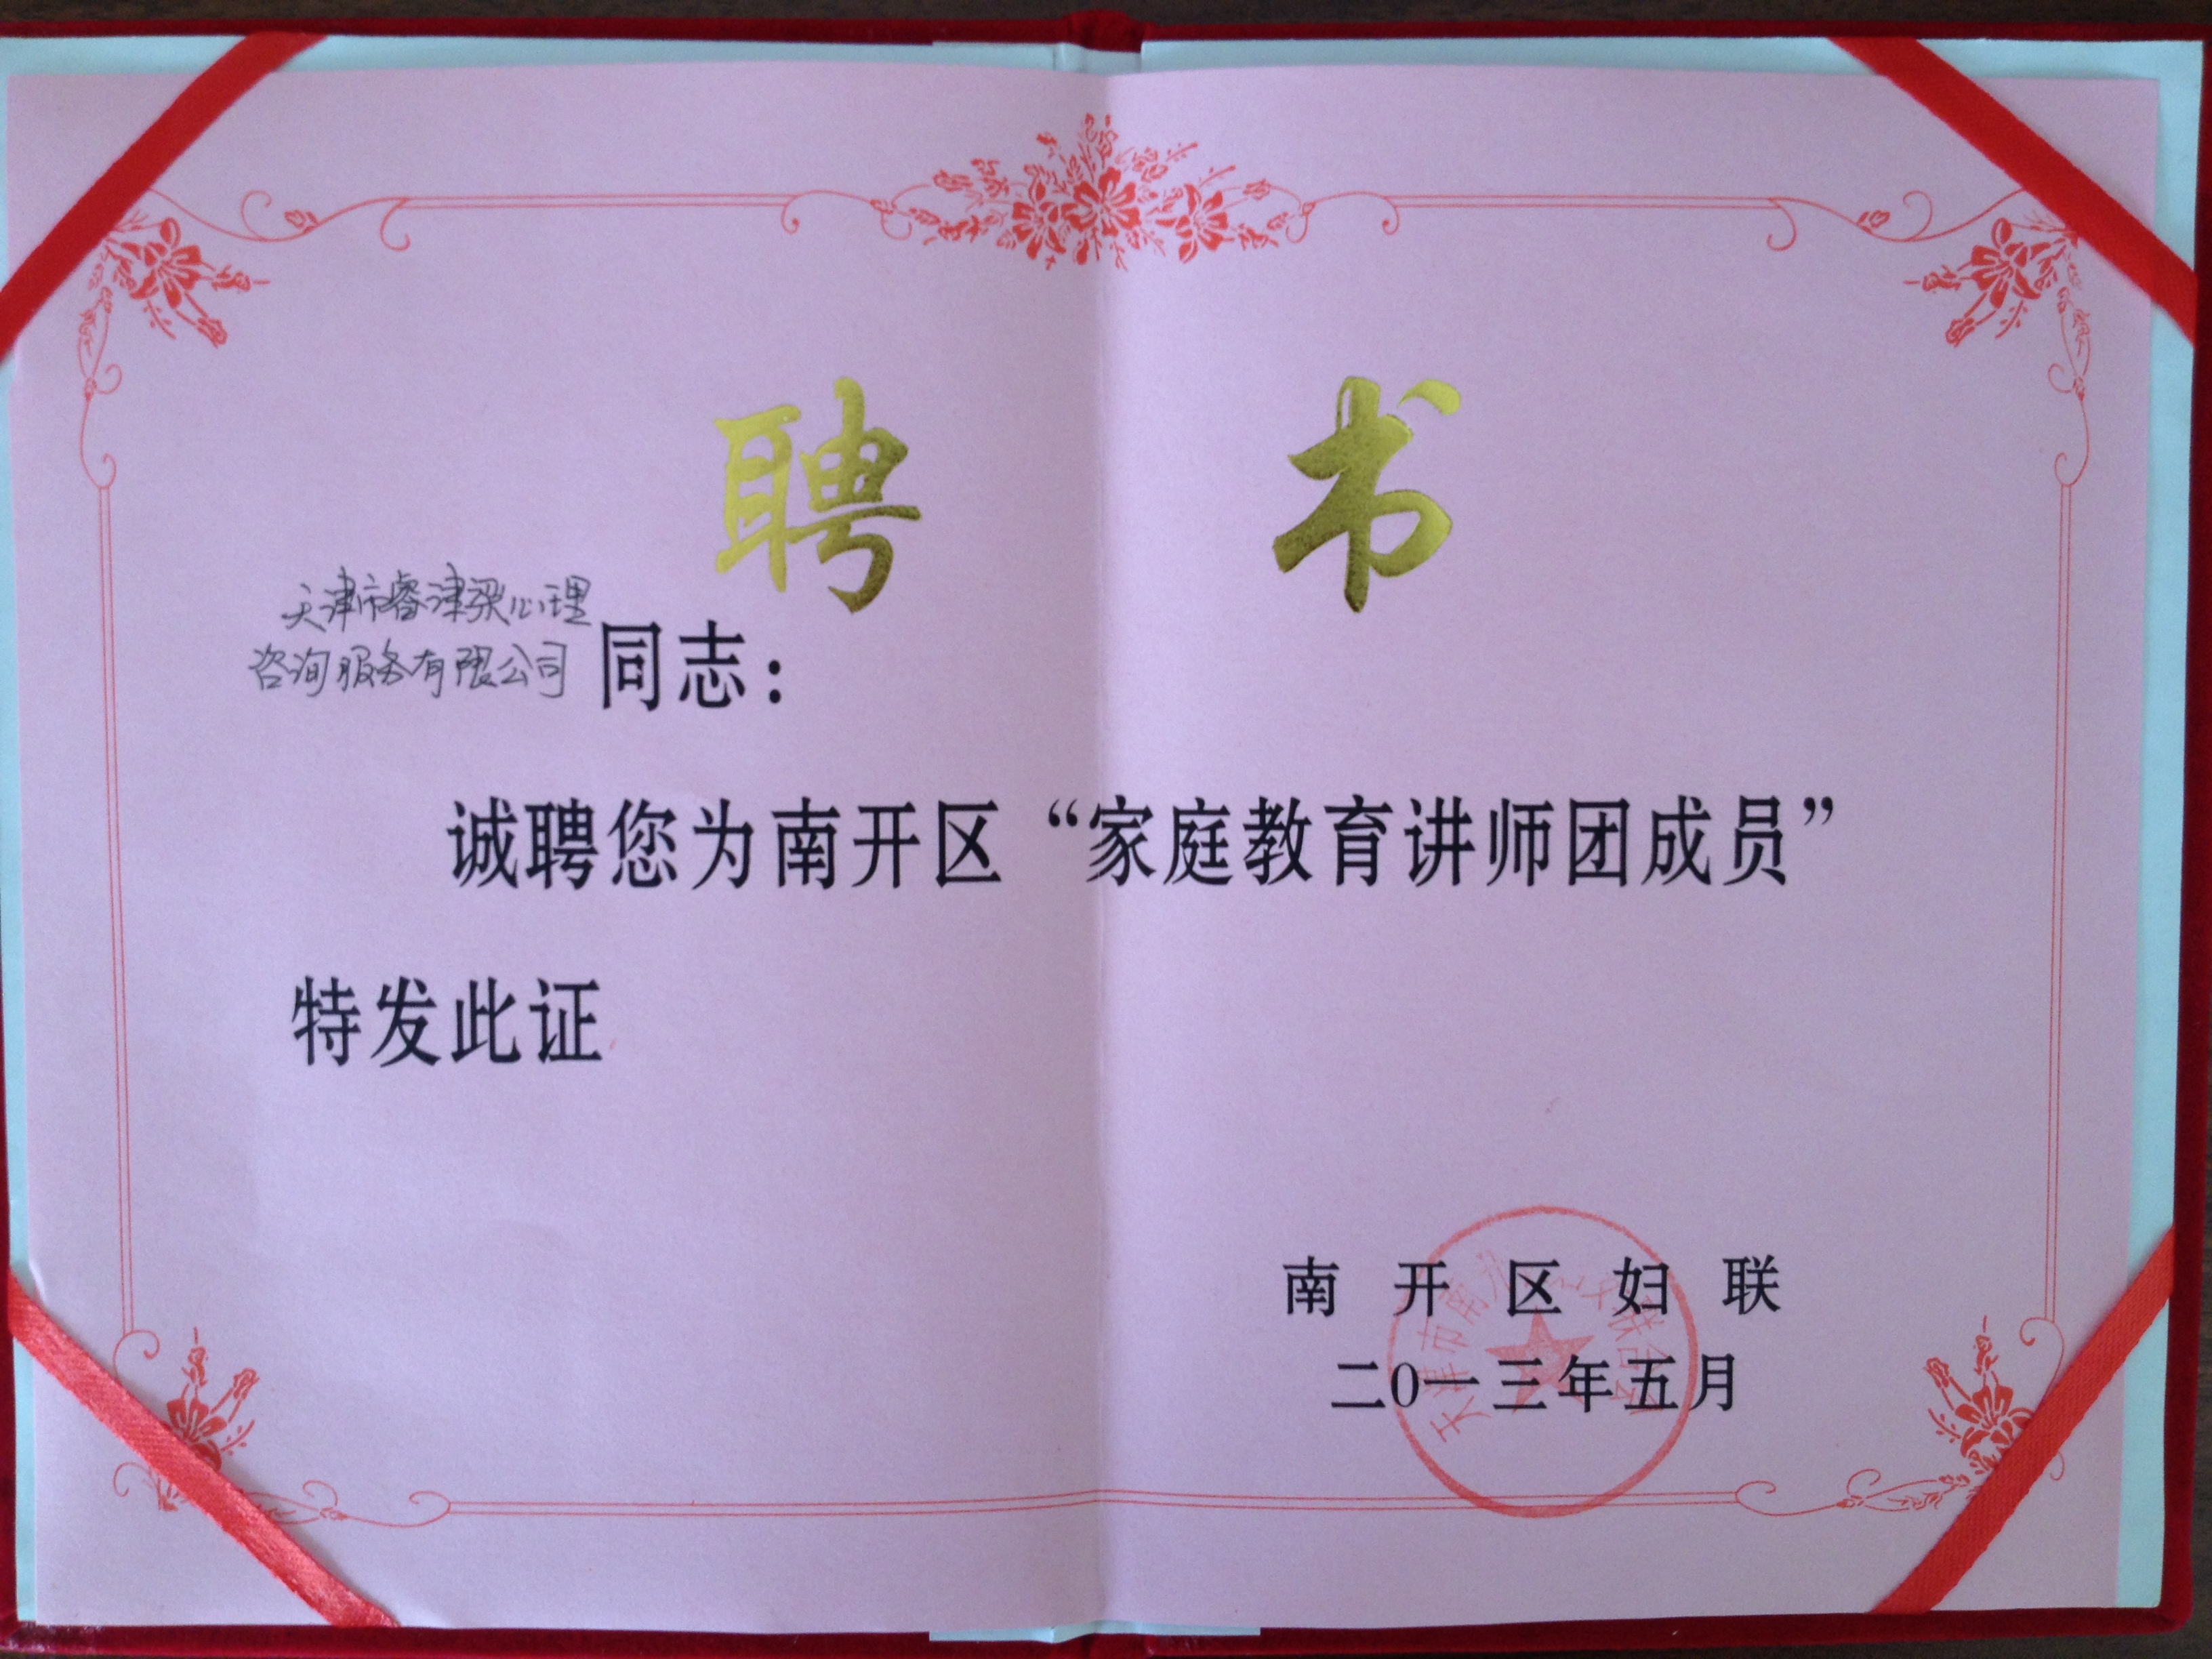 聘 书
天津市睿津梁心理
咨询服务有限公司 同志：
诚聘您为南开区“家庭教育讲师团成员”
特发此证
南开区妇联
二0一三年五月